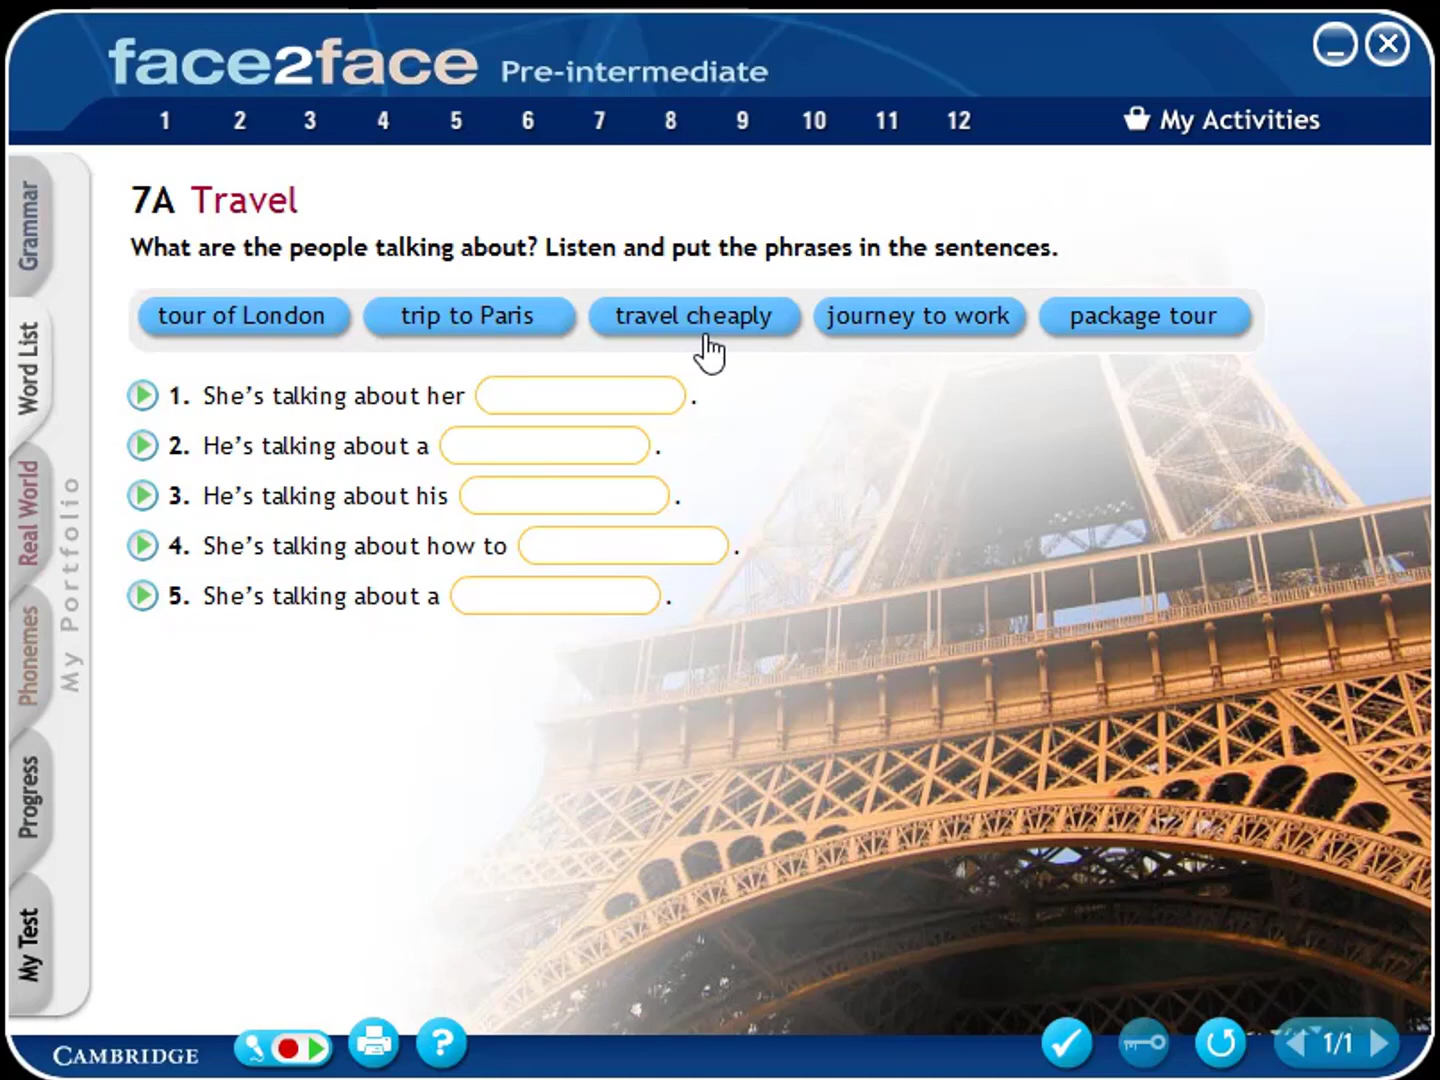 face2face Pre-intermediate
1 2 3 4 5 6 7 8 9 10 11 12 My Activities
Grammar
Word List
Real World
Phonemes
Progress
My Test
My Portfolio
7A Travel
What are the people talking about? Listen and put the phrases in the sentences.
tour of London trip to Paris travel cheaply journey to work package tour
1. She's talking about her .
2. He's talking about a .
3. He's talking about his .
4. She's talking about how to .
5. She's talking about a .
CAMBRIDGE ? 1/1